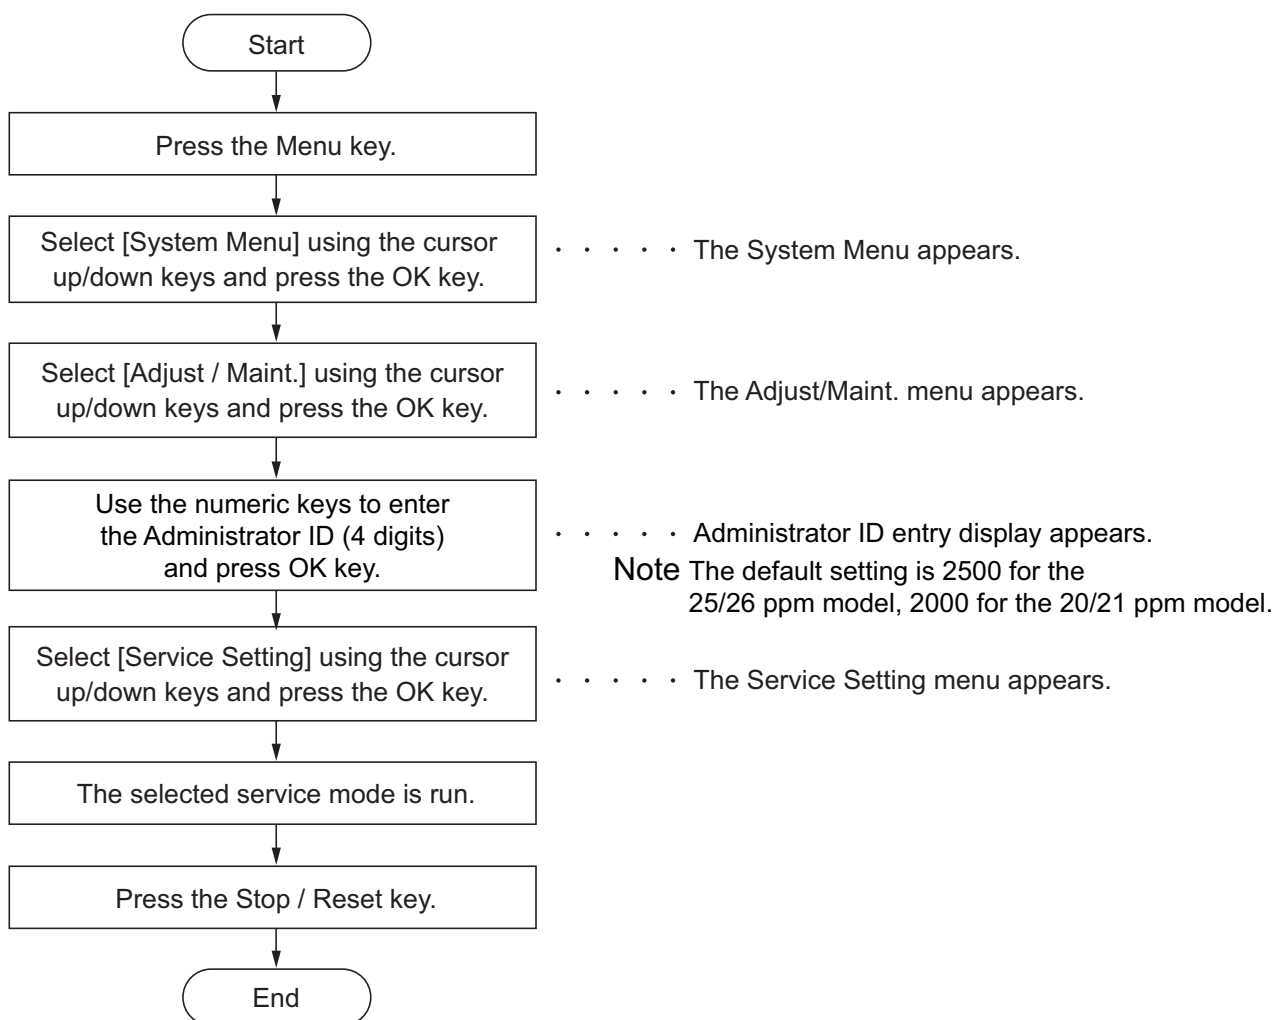 Start
Press the Menu key.
Select [System Menu] using the cursor
up/down keys and press the OK key.
· · · · · The System Menu appears.
Select [Adjust / Maint.] using the cursor
up/down keys and press the OK key.
· · · · · The Adjust/Maint. menu appears.
Use the numeric keys to enter
the Administrator ID (4 digits)
and press OK key.
· · · · · Administrator ID entry display appears.
Note The default setting is 2500 for the
25/26 ppm model, 2000 for the 20/21 ppm model.
Select [Service Setting] using the cursor
up/down keys and press the OK key.
· · · · · The Service Setting menu appears.
The selected service mode is run.
Press the Stop / Reset key.
End